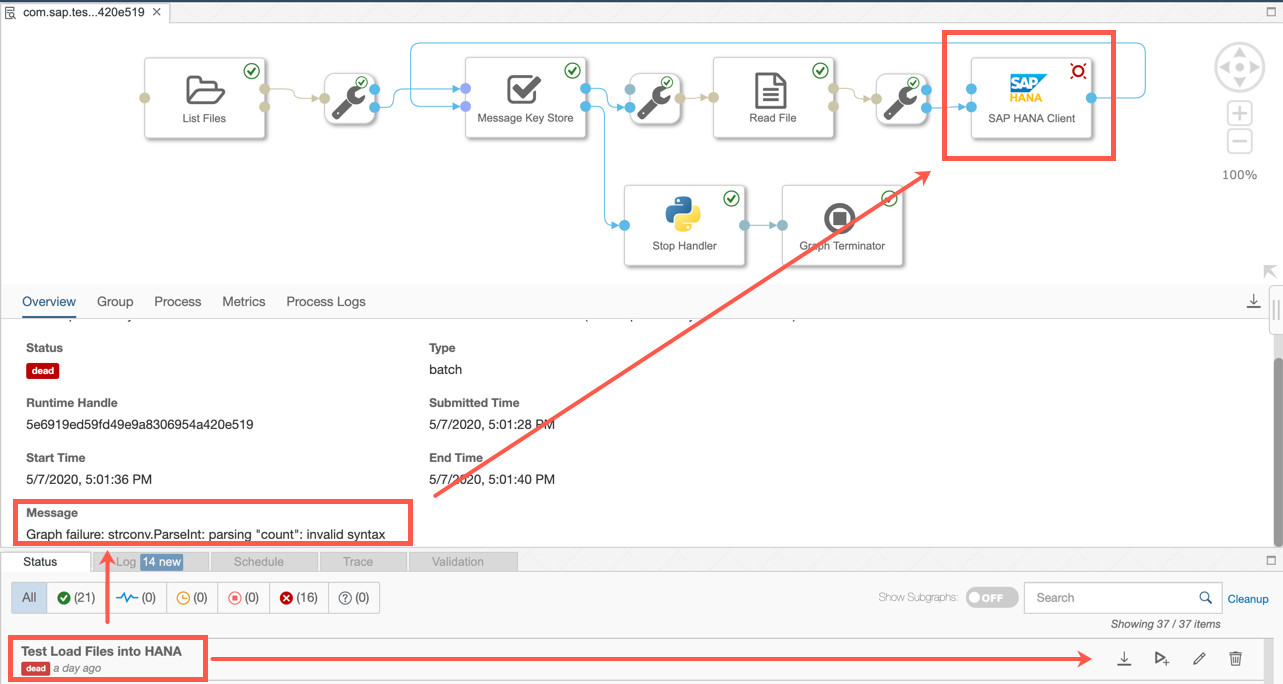 com.sap.tes...420e519
List Files
Message Key Store
Read File
SAP
HANA
SAP HANA Client
100%
Stop Handler
Graph Terminator
Overview Group Process Metrics Process Logs
Status Type
dead batch
Runtime Handle Submitted Time
5e6919ed59fd49e9a8306954a420e519 5/7/2020, 5:01:28 PM
Start Time End Time
5/7/2020, 5:01:36 PM 5/7/2020, 5:01:40 PM
Message
Graph failure: strconv.ParseInt: parsing "count": invalid syntax
Status Log 14 new Schedule Trace Validation
All (21) (0) (0) (0) (16) (0) Show Subgraphs: OFF Search Cleanup
Showing 37 / 37 items
Test Load Files into HANA
dead a day ago